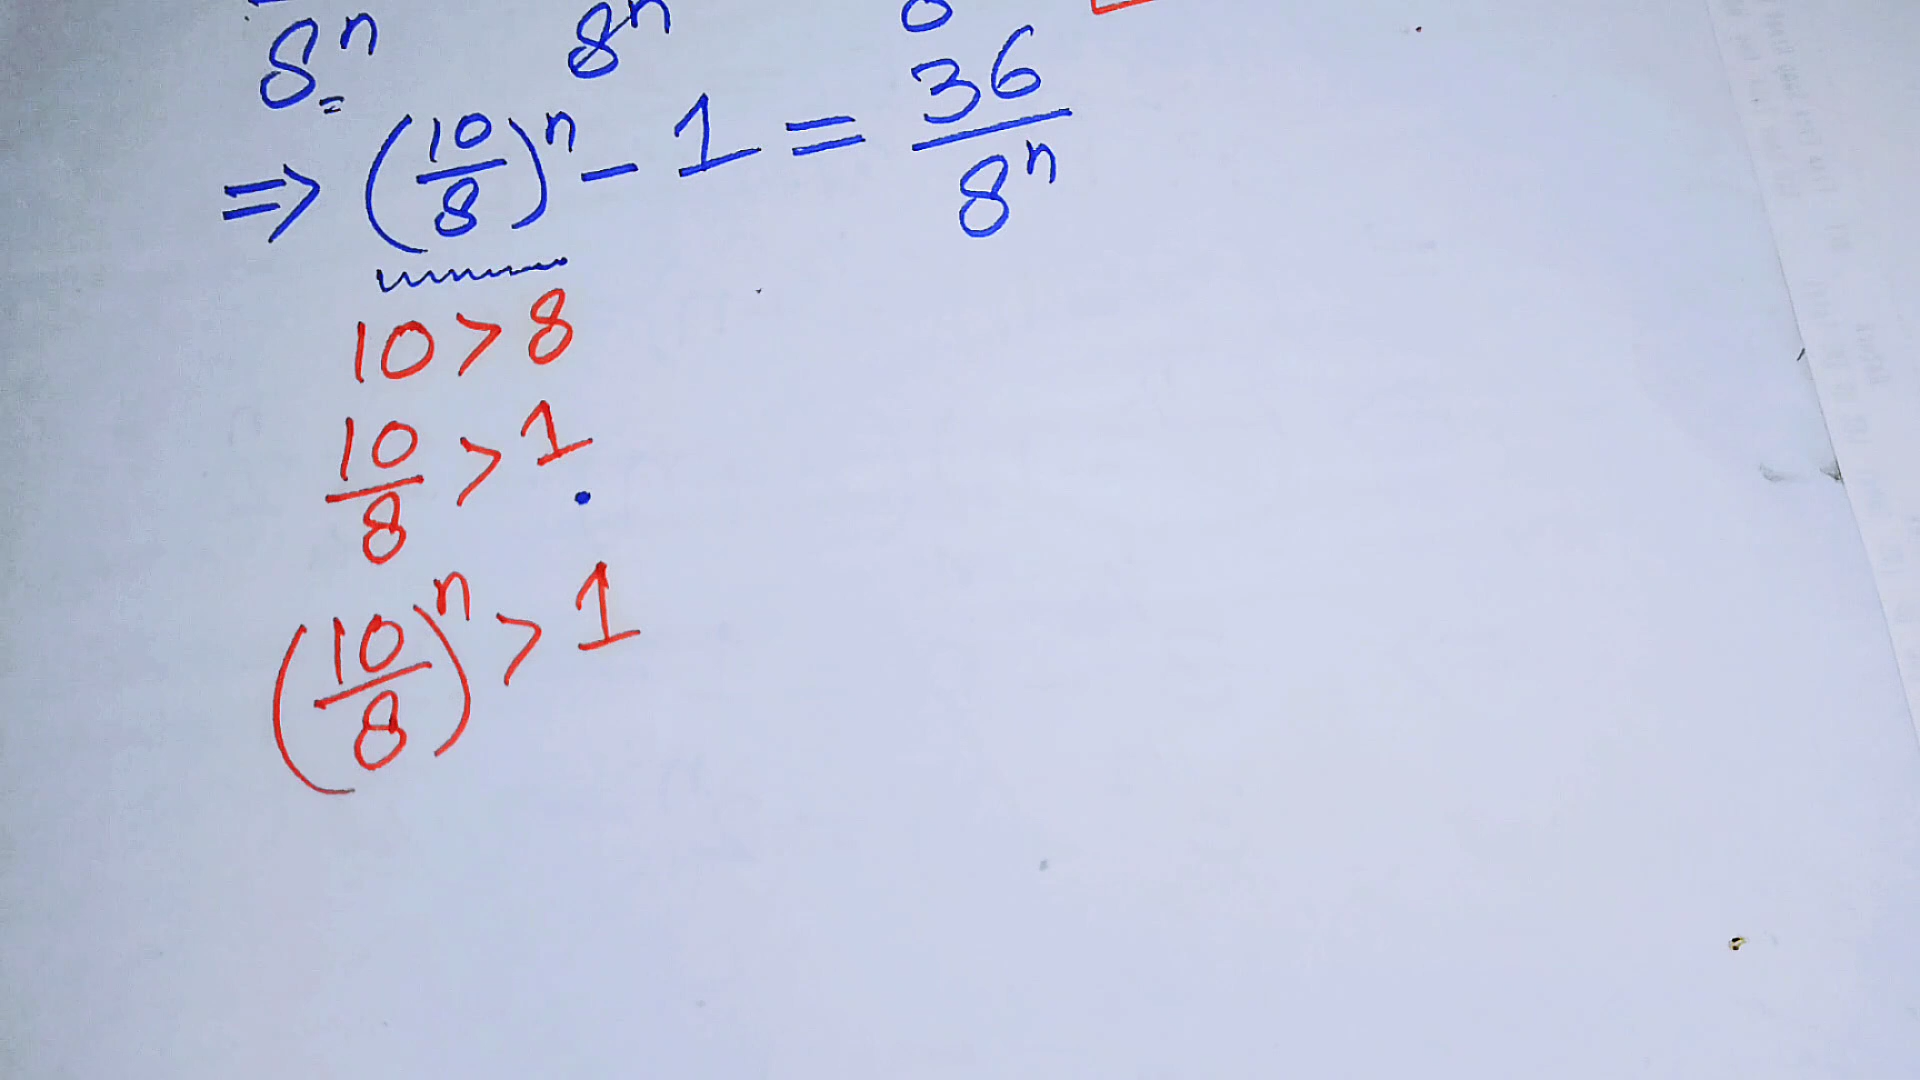 8ⁿ 8ⁿ
⇒ (10/8)ⁿ - 1 = 36/8ⁿ
10 > 8
10/8 > 1
(10/8)ⁿ > 1